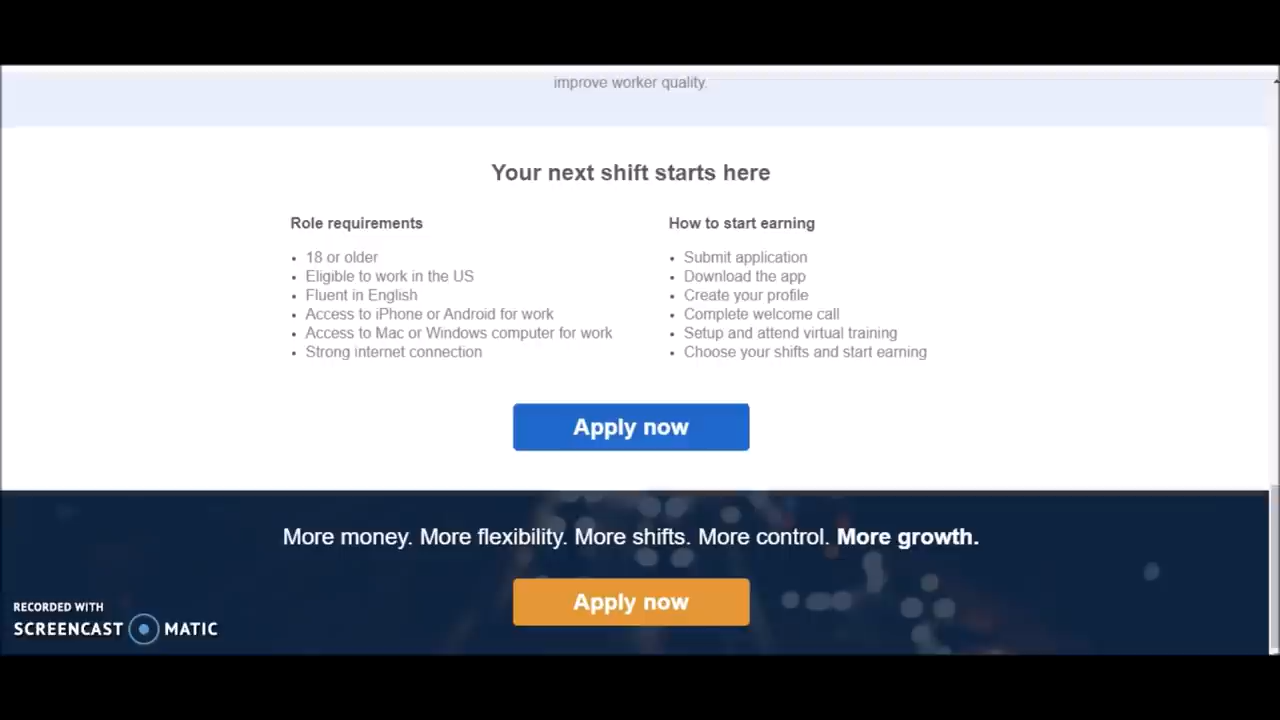 improve worker quality.
Your next shift starts here
Role requirements
• 18 or older
• Eligible to work in the US
• Fluent in English
• Access to iPhone or Android for work
• Access to Mac or Windows computer for work
• Strong internet connection
How to start earning
• Submit application
• Download the app
• Create your profile
• Complete welcome call
• Setup and attend virtual training
• Choose your shifts and start earning
Apply now
More money. More flexibility. More shifts. More control. More growth.
Apply now
RECORDED WITH
SCREENCAST MATIC